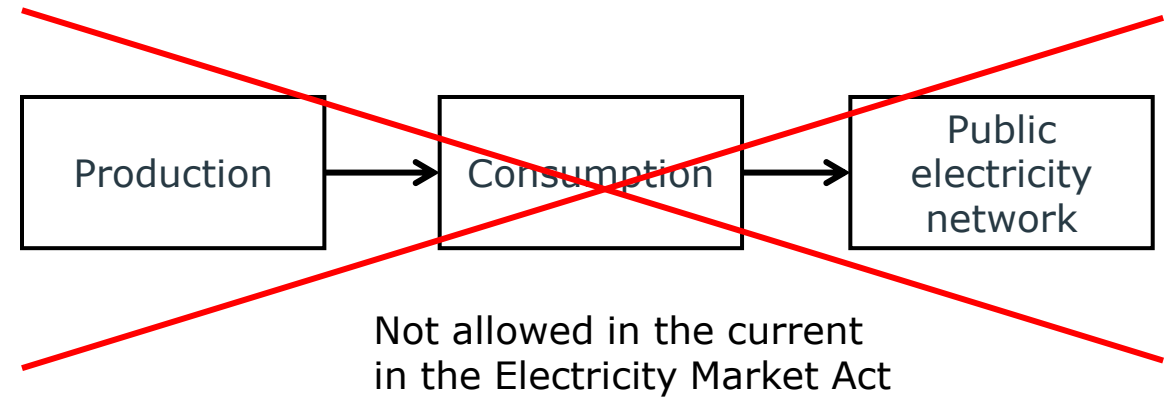 Production
Consumption
Public
electricity
network
Not allowed in the current
in the Electricity Market Act